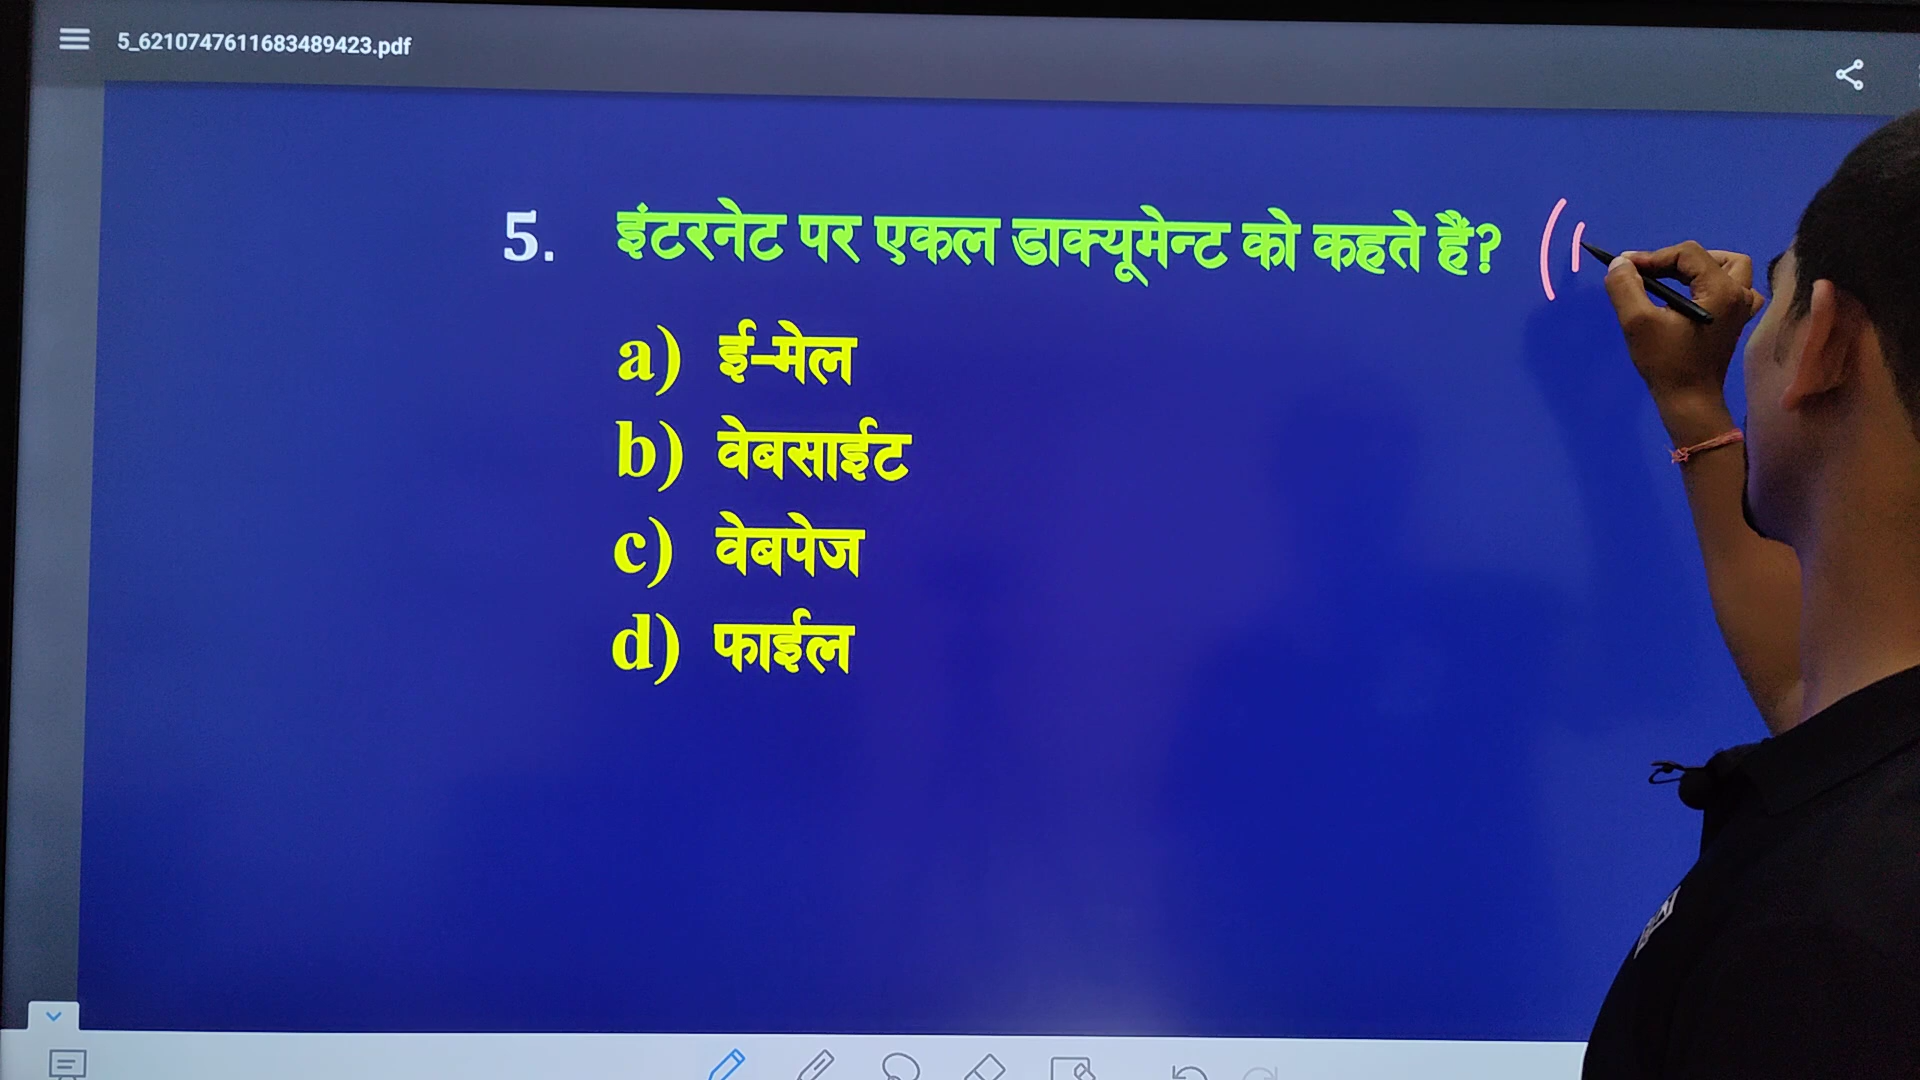 5_6210747611683489423.pdf
5. इंटरनेट पर एकल डाक्यूमेन्ट को कहते हैं? (
a) ई-मेल
b) वेबसाईट
c) वेबपेज
d) फाईल